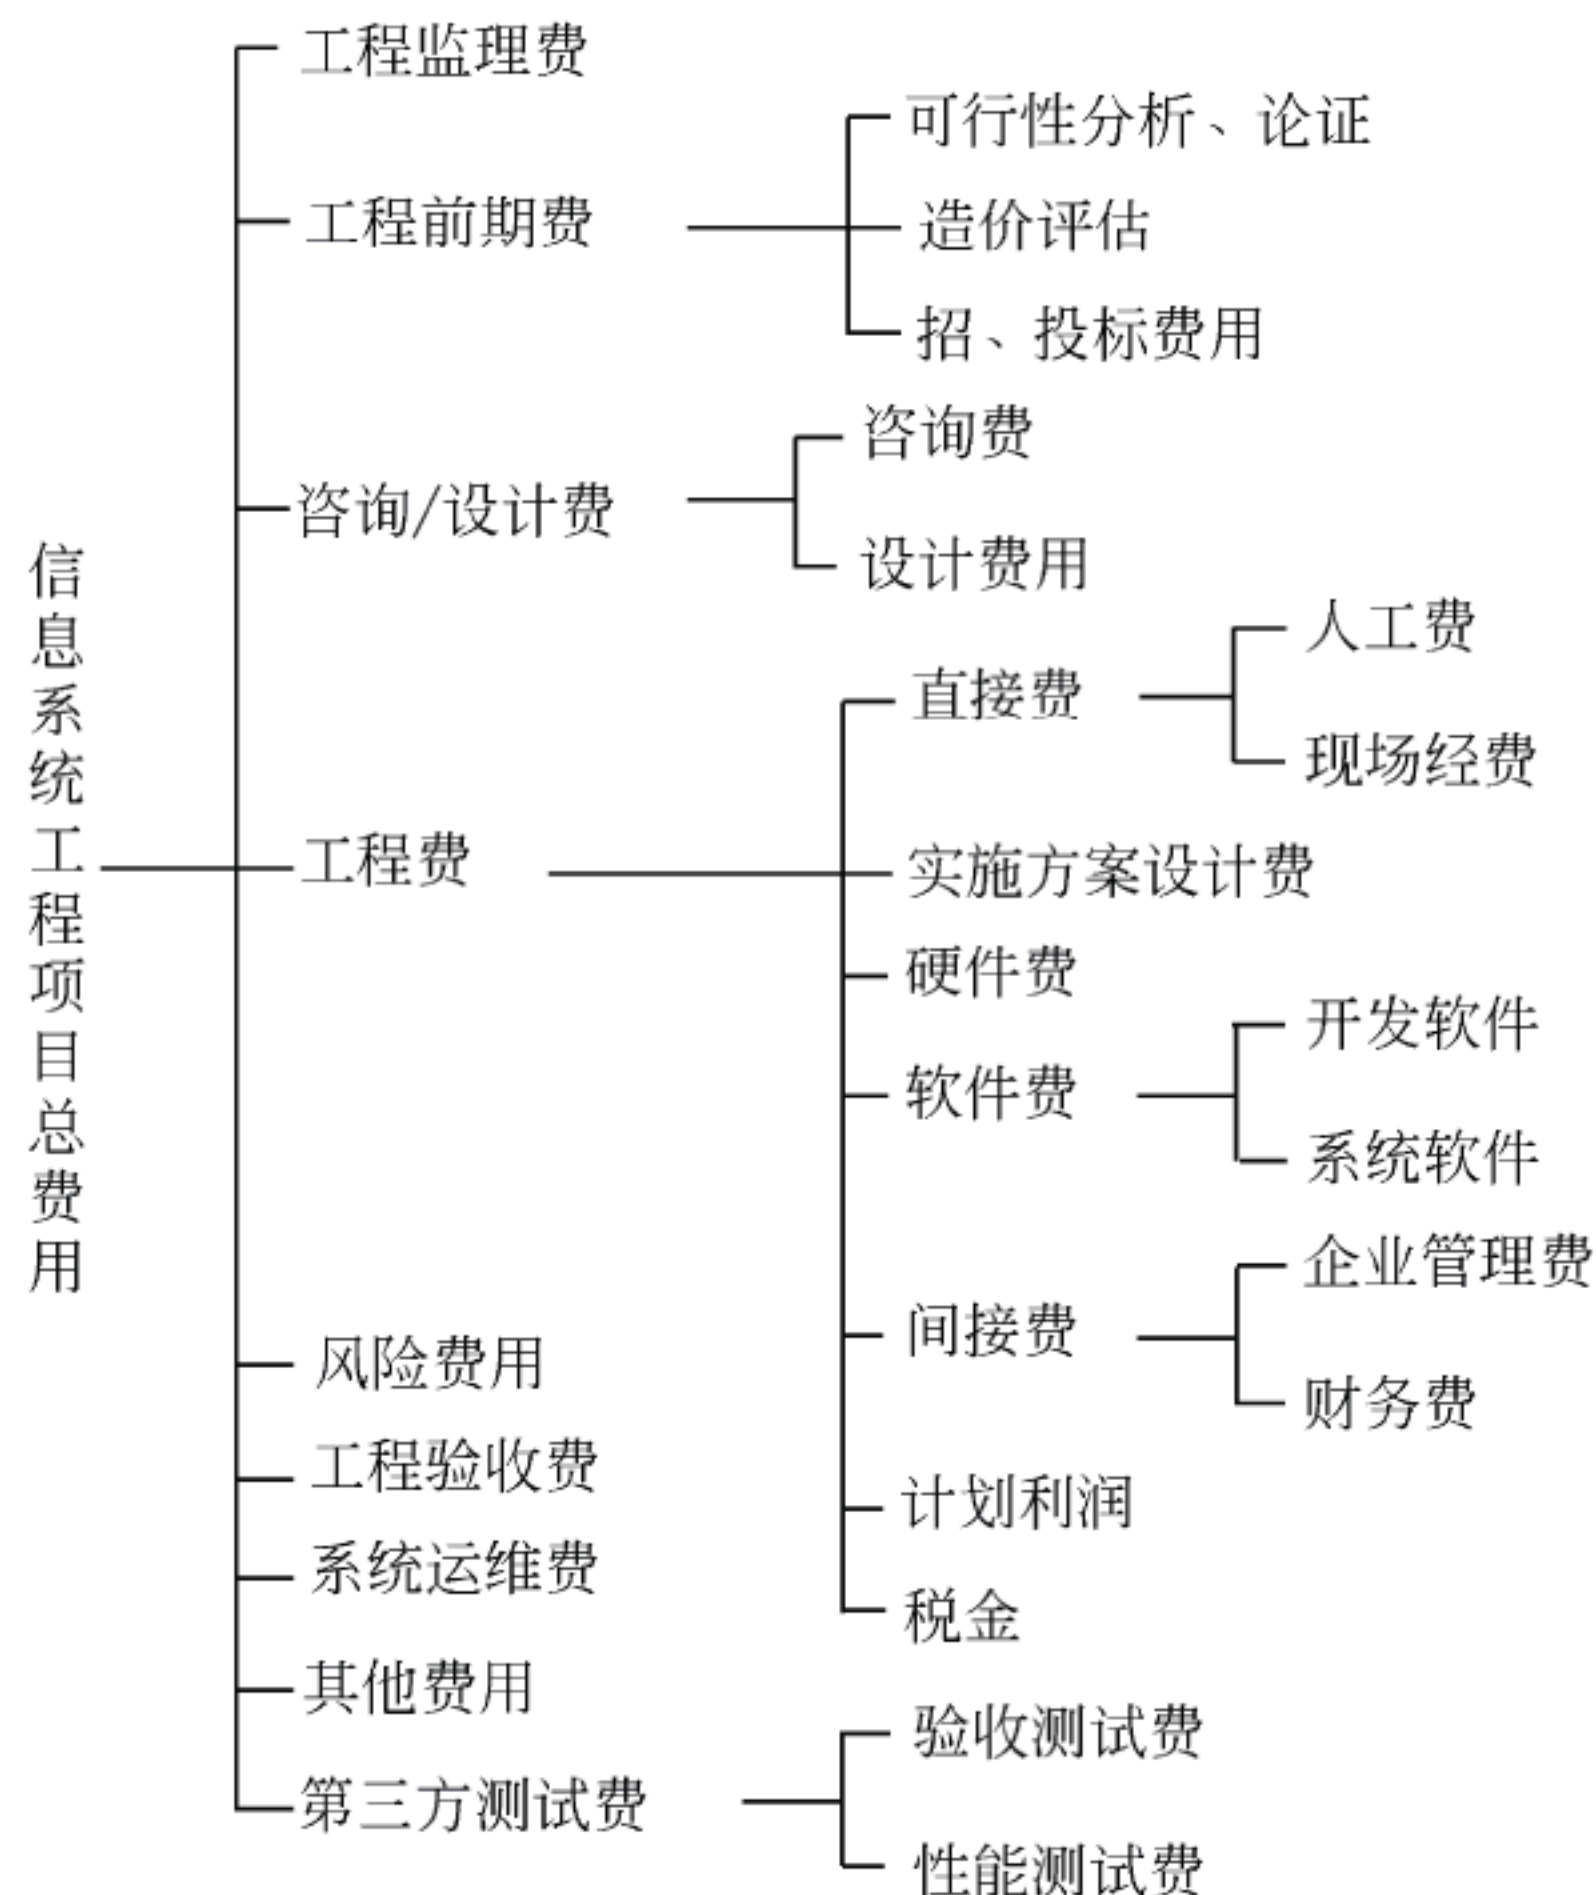 信息系统工程项目总费用
工程监理费
工程前期费
可行性分析、论证
造价评估
招、投标费用
咨询/设计费
咨询费
设计费用
工程费
直接费
人工费
现场经费
实施方案设计费
硬件费
软件费
开发软件
系统软件
间接费
企业管理费
财务费
计划利润
税金
风险费用
工程验收费
系统运维费
其他费用
第三方测试费
验收测试费
性能测试费